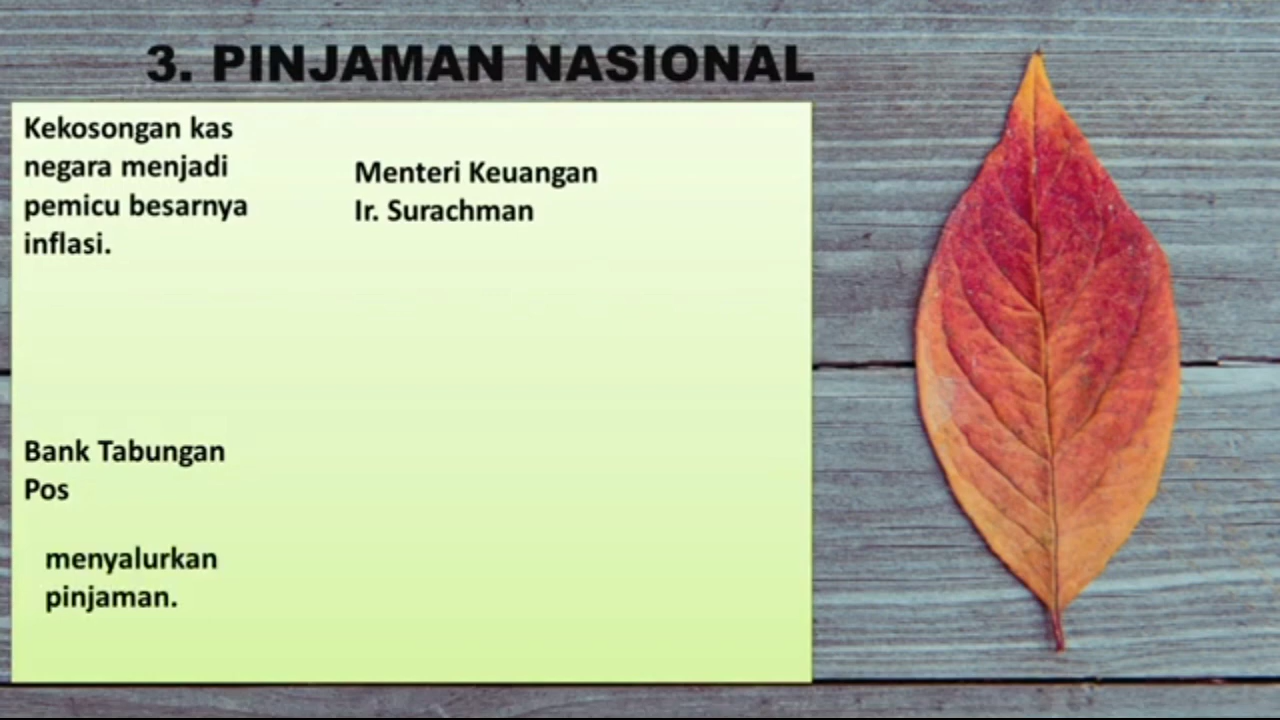 3. PINJAMAN NASIONAL
Kekosongan kas
negara menjadi
pemicu besarnya
inflasi.
Menteri Keuangan
Ir. Surachman
Bank Tabungan
Pos
menyalurkan
pinjaman.